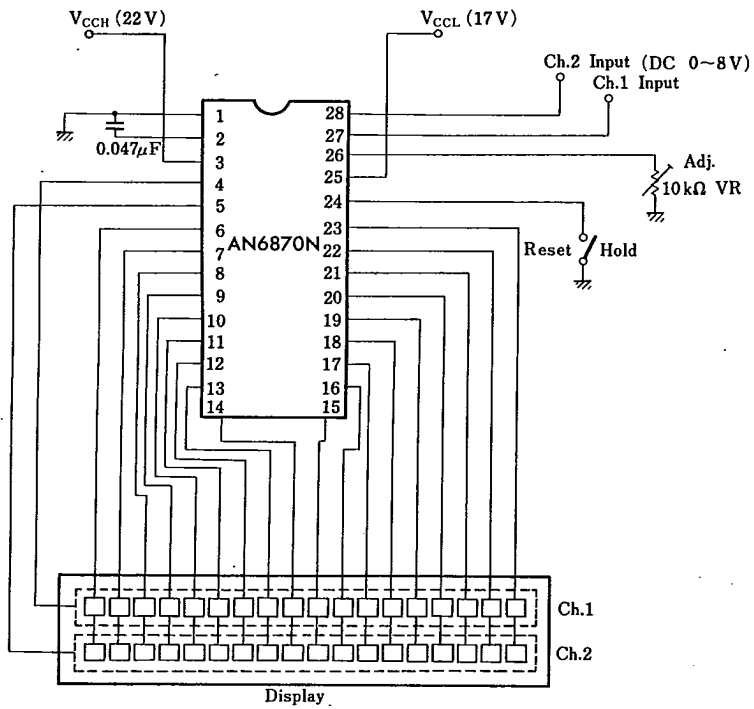 V_CCH (22 V)
V_CCL (17 V)
Ch.2 Input (DC 0~8 V)
Ch.1 Input
0.047μF
1
2
3
4
5
6
7
8
9
10
11
12
13
14
AN6870N
28
27
26
25
24
23
22
21
20
19
18
17
16
15
Adj.
10 kΩ VR
Reset
Hold
Ch.1
Ch.2
Display